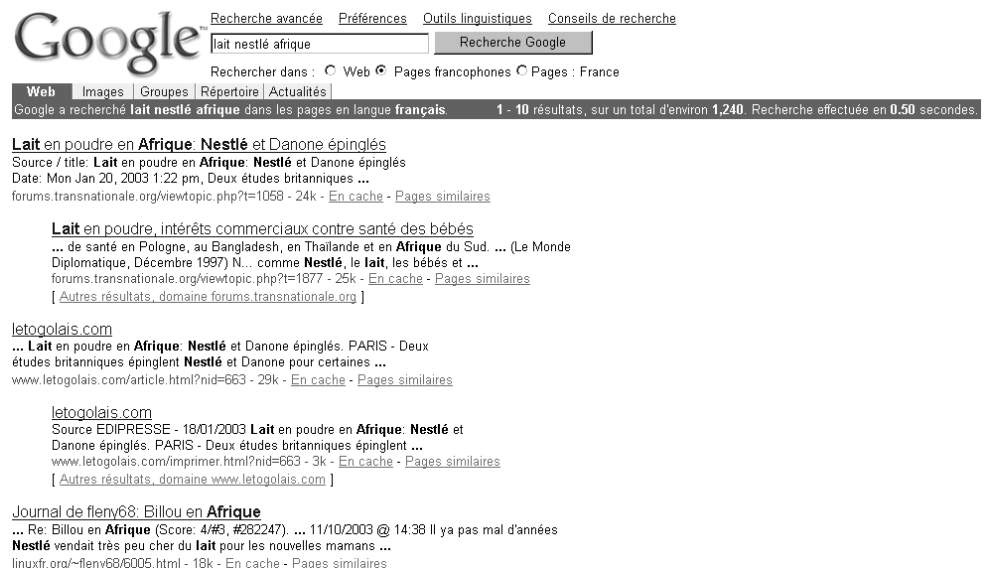 Google™
Recherche avancée Préférences Outils linguistiques Conseils de recherche
lait nestlé afrique Recherche Google
Rechercher dans : Web Pages francophones Pages : France
Web Images Groupes Répertoire Actualités
Google a recherché lait nestlé afrique dans les pages en langue français. 1 - 10 résultats, sur un total d'environ 1,240. Recherche effectuée en 0.50 secondes.
Lait en poudre en Afrique: Nestlé et Danone épinglés
Source / title: Lait en poudre en Afrique: Nestlé et Danone épinglés
Date: Mon Jan 20, 2003 1:22 pm, Deux études britanniques ...
forums.transnationale.org/viewtopic.php?t=1058 - 24k - En cache - Pages similaires
Lait en poudre, intérêts commerciaux contre santé des bébés
... de santé en Pologne, au Bangladesh, en Thaïlande et en Afrique du Sud. ... (Le Monde
Diplomatique, Décembre 1997) N... comme Nestlé, le lait, les bébés et ...
forums.transnationale.org/viewtopic.php?t=1877 - 25k - En cache - Pages similaires
[ Autres résultats, domaine forums.transnationale.org ]
letogolais.com
... Lait en poudre en Afrique: Nestlé et Danone épinglés. PARIS - Deux
études britanniques épinglent Nestlé et Danone pour certaines ...
www.letogolais.com/article.html?nid=663 - 29k - En cache - Pages similaires
letogolais.com
Source EDIPRESSE - 18/01/2003 Lait en poudre en Afrique: Nestlé et
Danone épinglés. PARIS - Deux études britanniques épinglent ...
www.letogolais.com/imprimer.html?nid=663 - 3k - En cache - Pages similaires
[ Autres résultats, domaine www.letogolais.com ]
Journal de fleny68: Billou en Afrique
... Re: Billou en Afrique (Score: 4/#3, #282247). ... 11/10/2003 @ 14:38 Il ya pas mal d'années
Nestlé vendait très peu cher du lait pour les nouvelles mamans ...
linuxfr.org/~fleny68/6005.html - 18k - En cache - Pages similaires